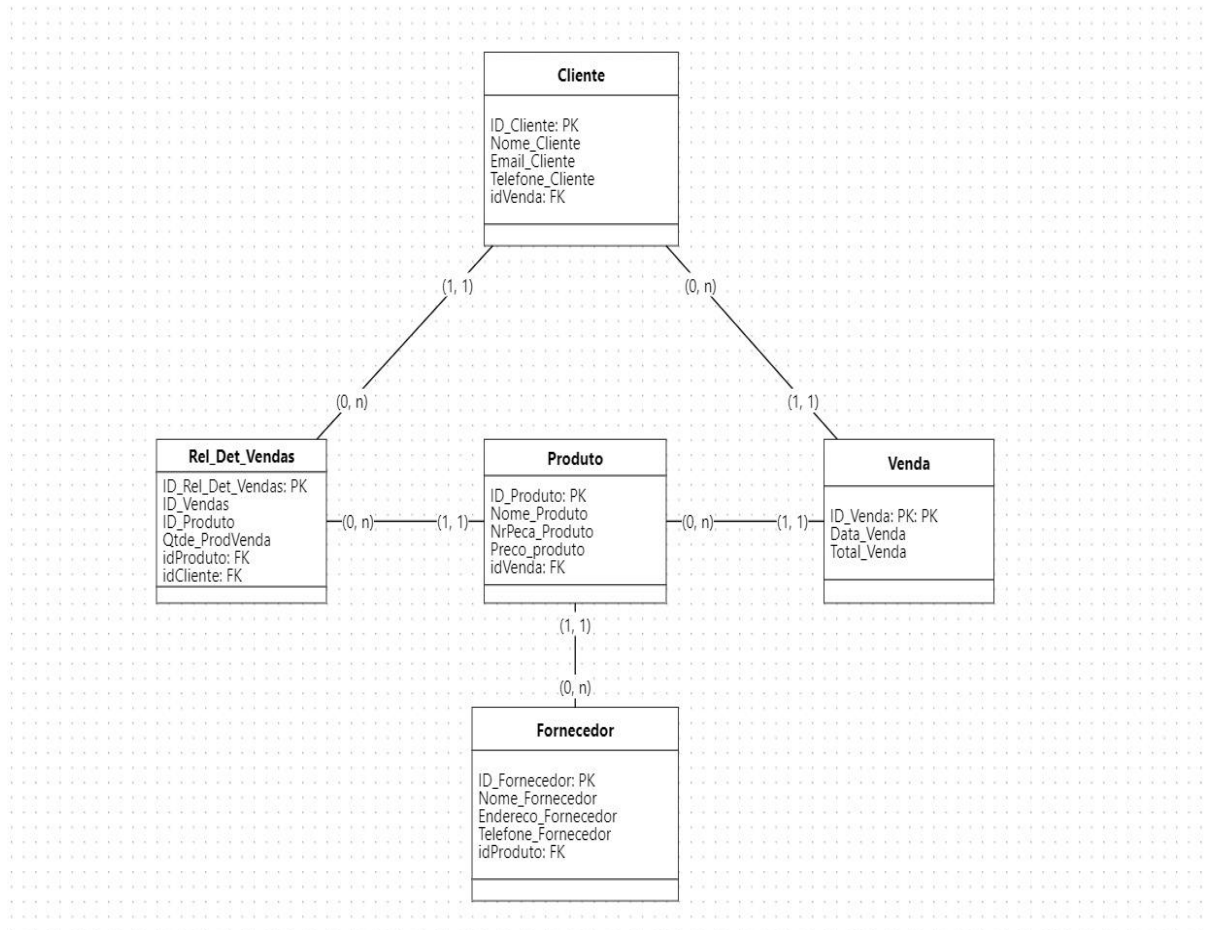 Cliente
ID_Cliente: PK
Nome_Cliente
Email_Cliente
Telefone_Cliente
idVenda: FK
(1, 1)
(0, n)
(0, n)
(1, 1)
Rel_Det_Vendas
ID_Rel_Det_Vendas: PK
ID_Vendas
ID_Produto
Qtde_ProdVenda
idProduto: FK
idCliente: FK
(0, n)
(1, 1)
Produto
ID_Produto: PK
Nome_Produto
NrPeca_Produto
Preco_produto
idVenda: FK
(0, n)
(1, 1)
Venda
ID_Venda: PK: PK
Data_Venda
Total_Venda
(1, 1)
(0, n)
Fornecedor
ID_Fornecedor: PK
Nome_Fornecedor
Endereco_Fornecedor
Telefone_Fornecedor
idProduto: FK